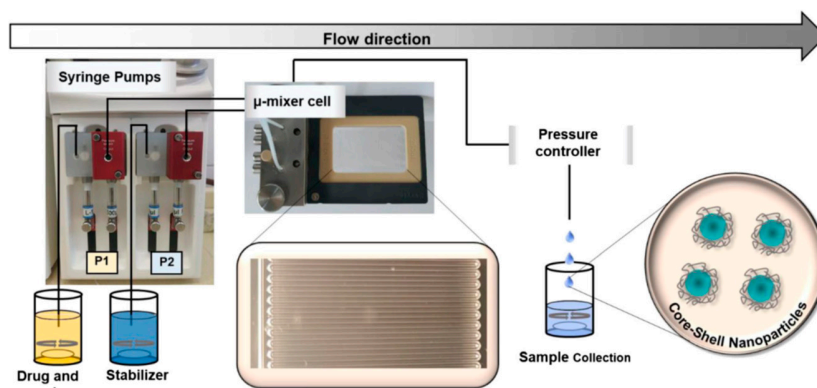 Flow direction
Syringe Pumps
μ-mixer cell
Pressure
controller
P1
P2
Drug and
Stabilizer
Sample Collection
Core-Shell Nanoparticles